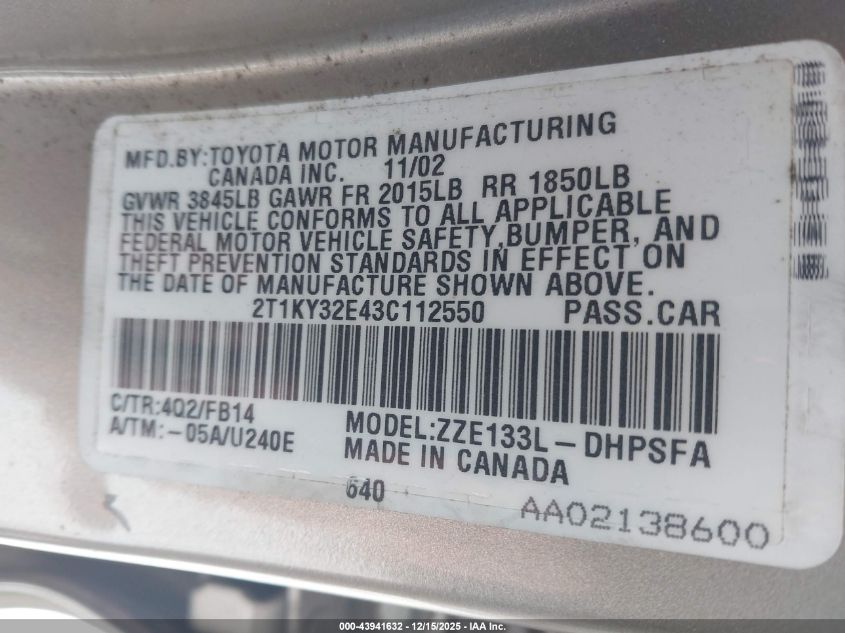 MFD.BY:TOYOTA MOTOR MANUFACTURING
CANADA INC. 11/02
GVWR 3845LB GAWR FR 2015LB RR 1850LB
THIS VEHICLE CONFORMS TO ALL APPLICABLE
FEDERAL MOTOR VEHICLE SAFETY,BUMPER, AND
THEFT PREVENTION STANDARDS IN EFFECT ON
THE DATE OF MANUFACTURE SHOWN ABOVE.
2T1KY32E43C112550 PASS.CAR
C/TR:4Q2/FB14
A/TM:-05A/U240E
MODEL:ZZE133L-DHPSFA
MADE IN CANADA
640
AA02138600
000-43941632 - 12/15/2025 - IAA Inc.